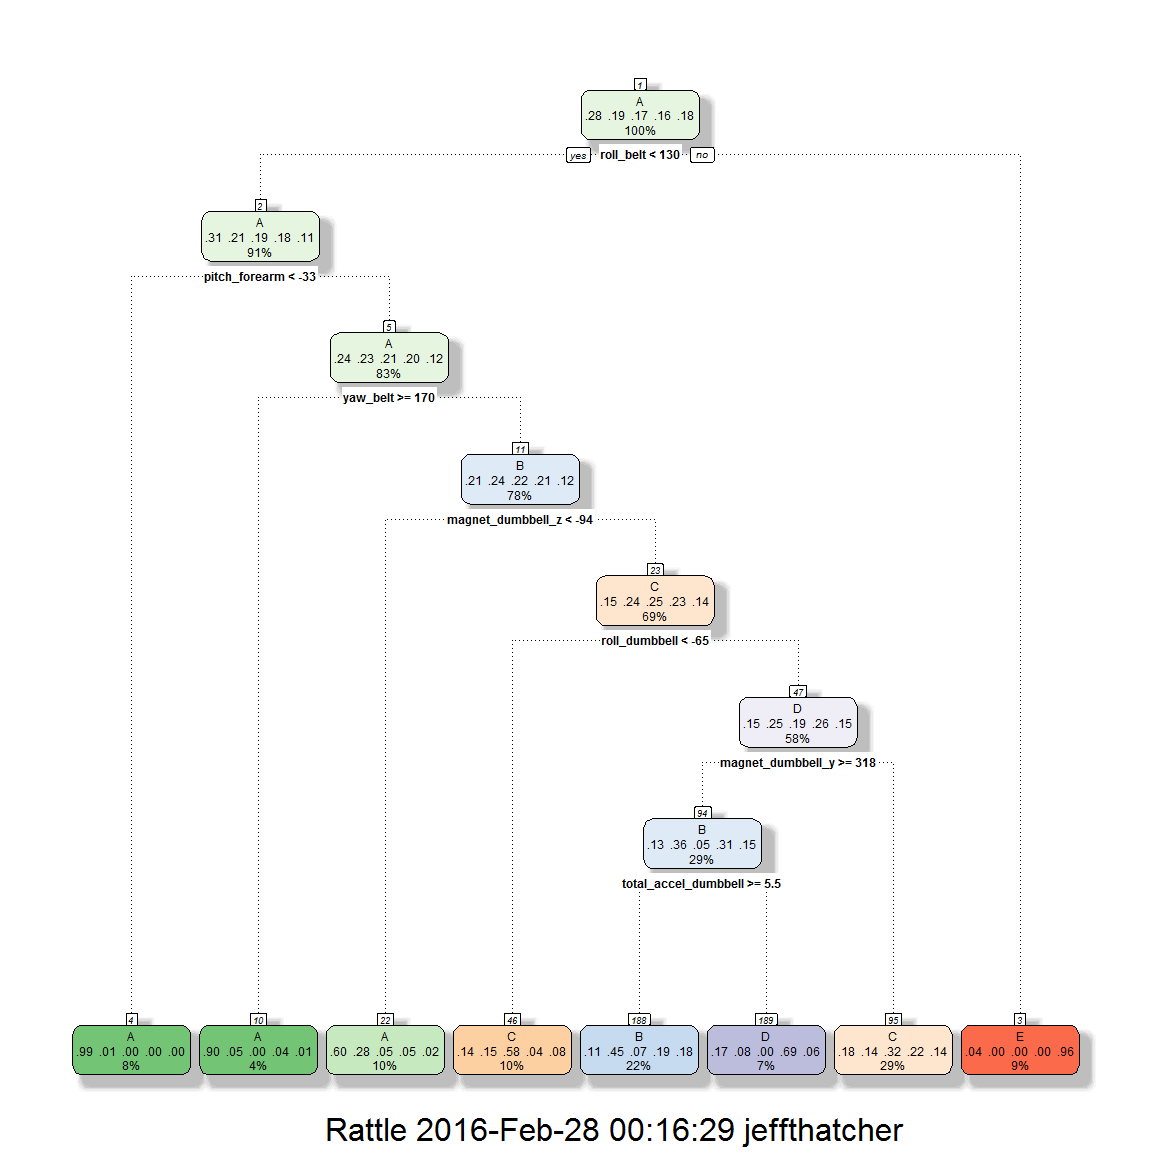 1
A
.28 .19 .17 .16 .18
100%
yes roll_belt < 130 no
2
A
.31 .21 .19 .18 .11
91%
pitch_forearm < -33
5
A
.24 .23 .21 .20 .12
83%
yaw_belt >= 170
11
B
.21 .24 .22 .21 .12
78%
magnet_dumbbell_z < -94
23
C
.15 .24 .25 .23 .14
69%
roll_dumbbell < -65
47
D
.15 .25 .19 .26 .15
58%
magnet_dumbbell_y >= 318
94
B
.13 .36 .05 .31 .15
29%
total_accel_dumbbell >= 5.5
4
A
.99 .01 .00 .00 .00
8%
10
A
.90 .05 .00 .04 .01
4%
22
A
.60 .28 .05 .05 .02
10%
46
C
.14 .15 .58 .04 .08
10%
188
B
.11 .45 .07 .19 .18
22%
189
D
.17 .08 .00 .69 .06
7%
95
C
.18 .14 .32 .22 .14
29%
3
E
.04 .00 .00 .00 .96
9%
Rattle 2016-Feb-28 00:16:29 jeffthatcher